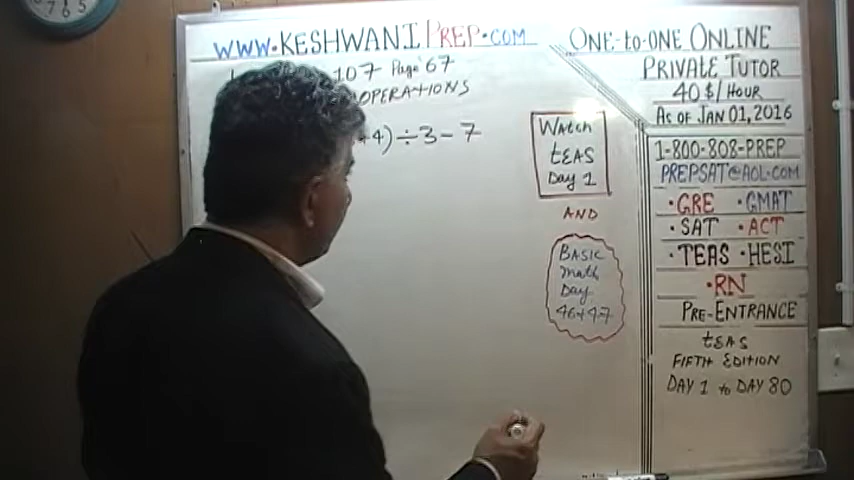 WWW.KESHWANIPREP.COM
107 Page 67
OPERATIONS
4) ÷ 3 - 7
Watch
tEAS
Day 1
AND
BASIC
math
Day
46+47
ONE-to-ONE ONLINE
PRIVATE TUTOR
40 $/HOUR
AS OF JAN 01, 2016
1-800-808-PREP
PREPSAT@AOL.COM
•GRE •GMAT
•SAT •ACT
•TEAS •HESI
•RN
PRE-ENTRANCE
tEAS
FIFTH EDITION
DAY 1 to DAY 80
7 6 5